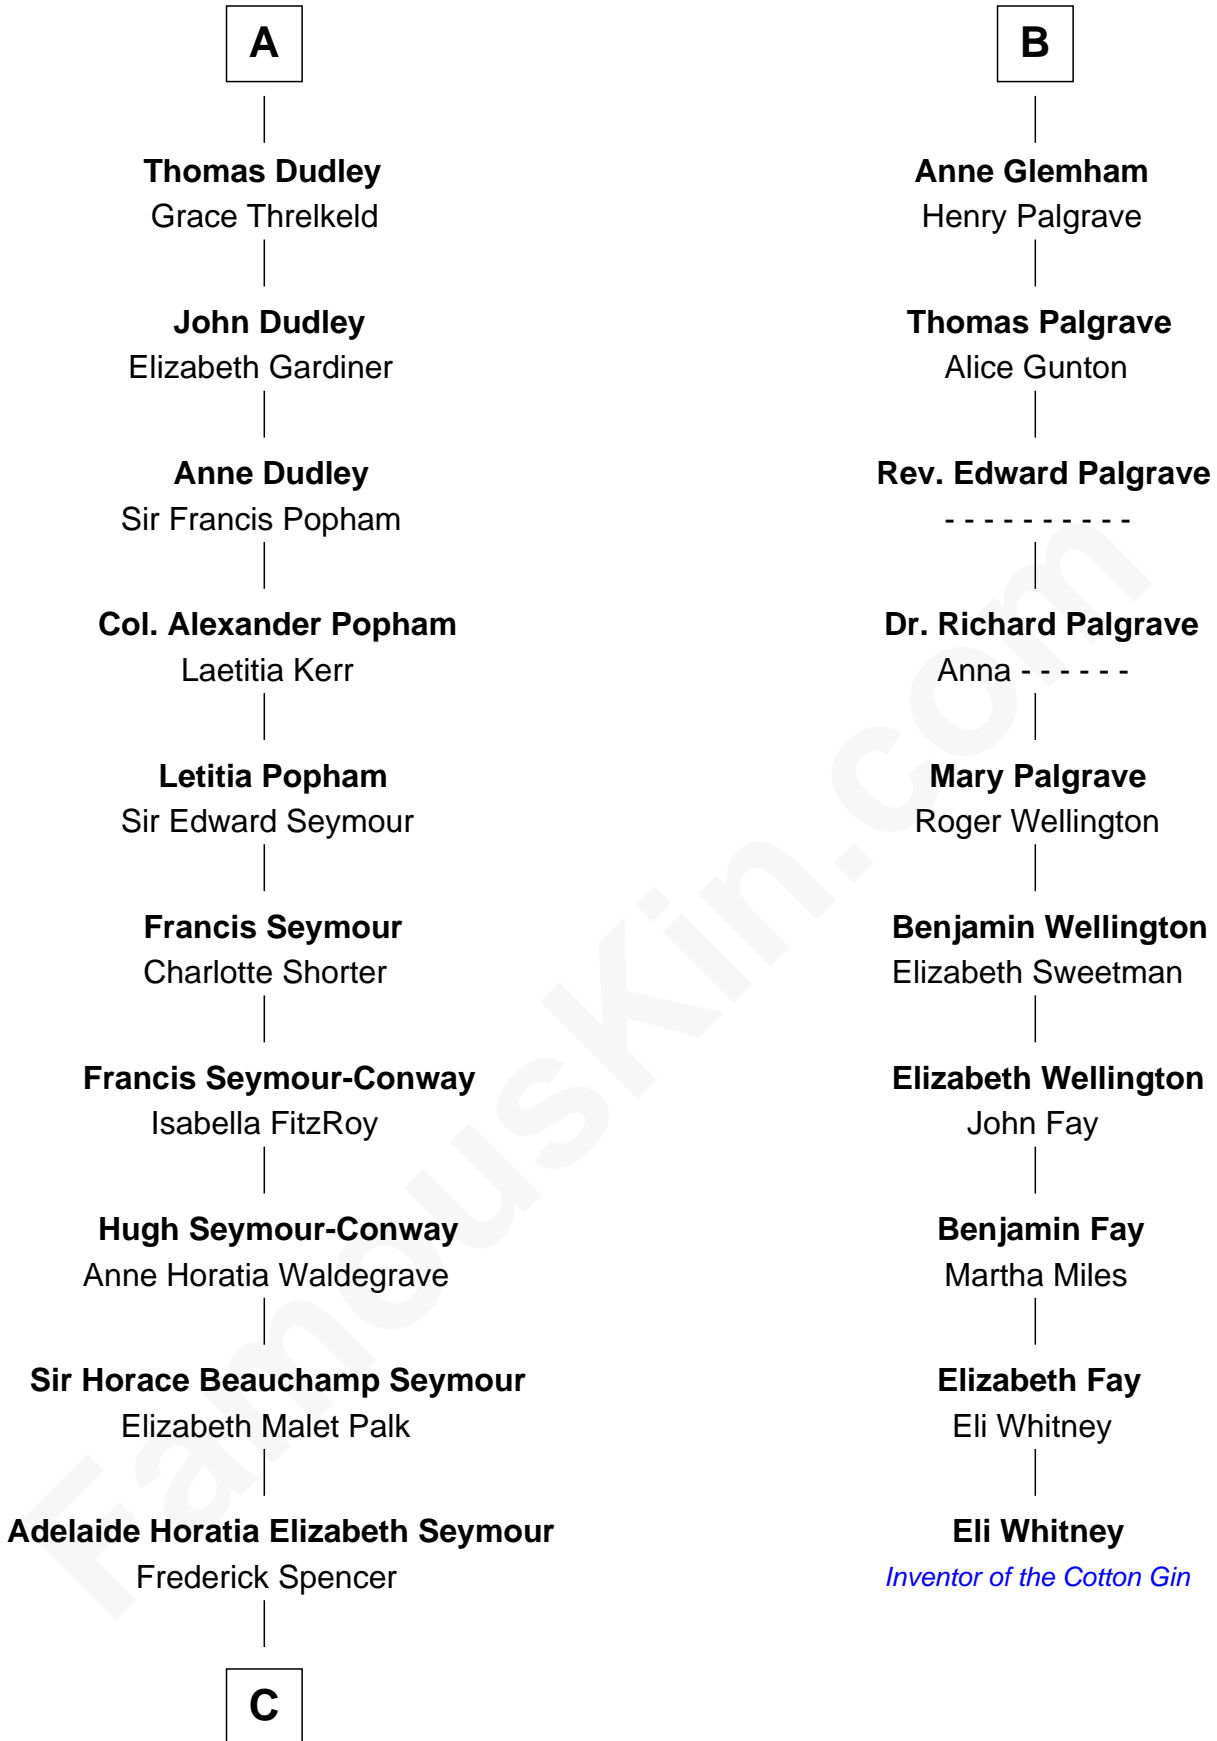 A
Thomas Dudley
Grace Threlkeld
John Dudley
Elizabeth Gardiner
Anne Dudley
Sir Francis Popham
Col. Alexander Popham
Laetitia Kerr
Letitia Popham
Sir Edward Seymour
Francis Seymour
Charlotte Shorter
Francis Seymour-Conway
Isabella FitzRoy
Hugh Seymour-Conway
Anne Horatia Waldegrave
Sir Horace Beauchamp Seymour
Elizabeth Malet Palk
Adelaide Horatia Elizabeth Seymour
Frederick Spencer
C
B
Anne Glemham
Henry Palgrave
Thomas Palgrave
Alice Gunton
Rev. Edward Palgrave
- - - - - - - - - -
Dr. Richard Palgrave
Anna - - - - - -
Mary Palgrave
Roger Wellington
Benjamin Wellington
Elizabeth Sweetman
Elizabeth Wellington
John Fay
Benjamin Fay
Martha Miles
Elizabeth Fay
Eli Whitney
Eli Whitney
Inventor of the Cotton Gin
FamousKin.com